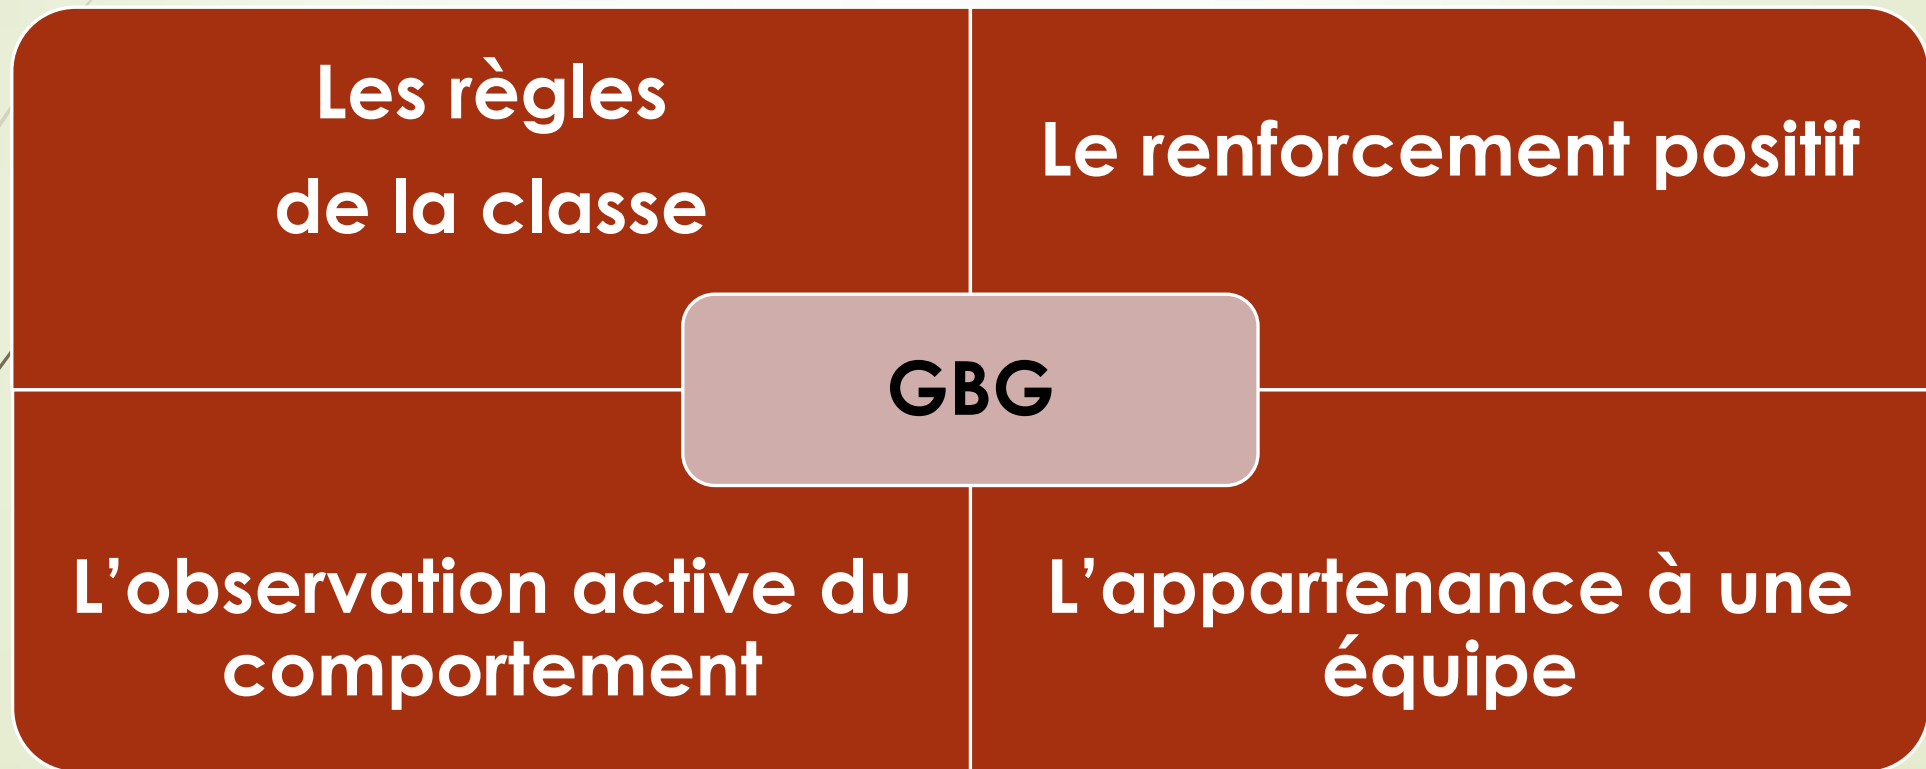 Les règles
de la classe
Le renforcement positif
GBG
L’observation active du
comportement
L’appartenance à une
équipe